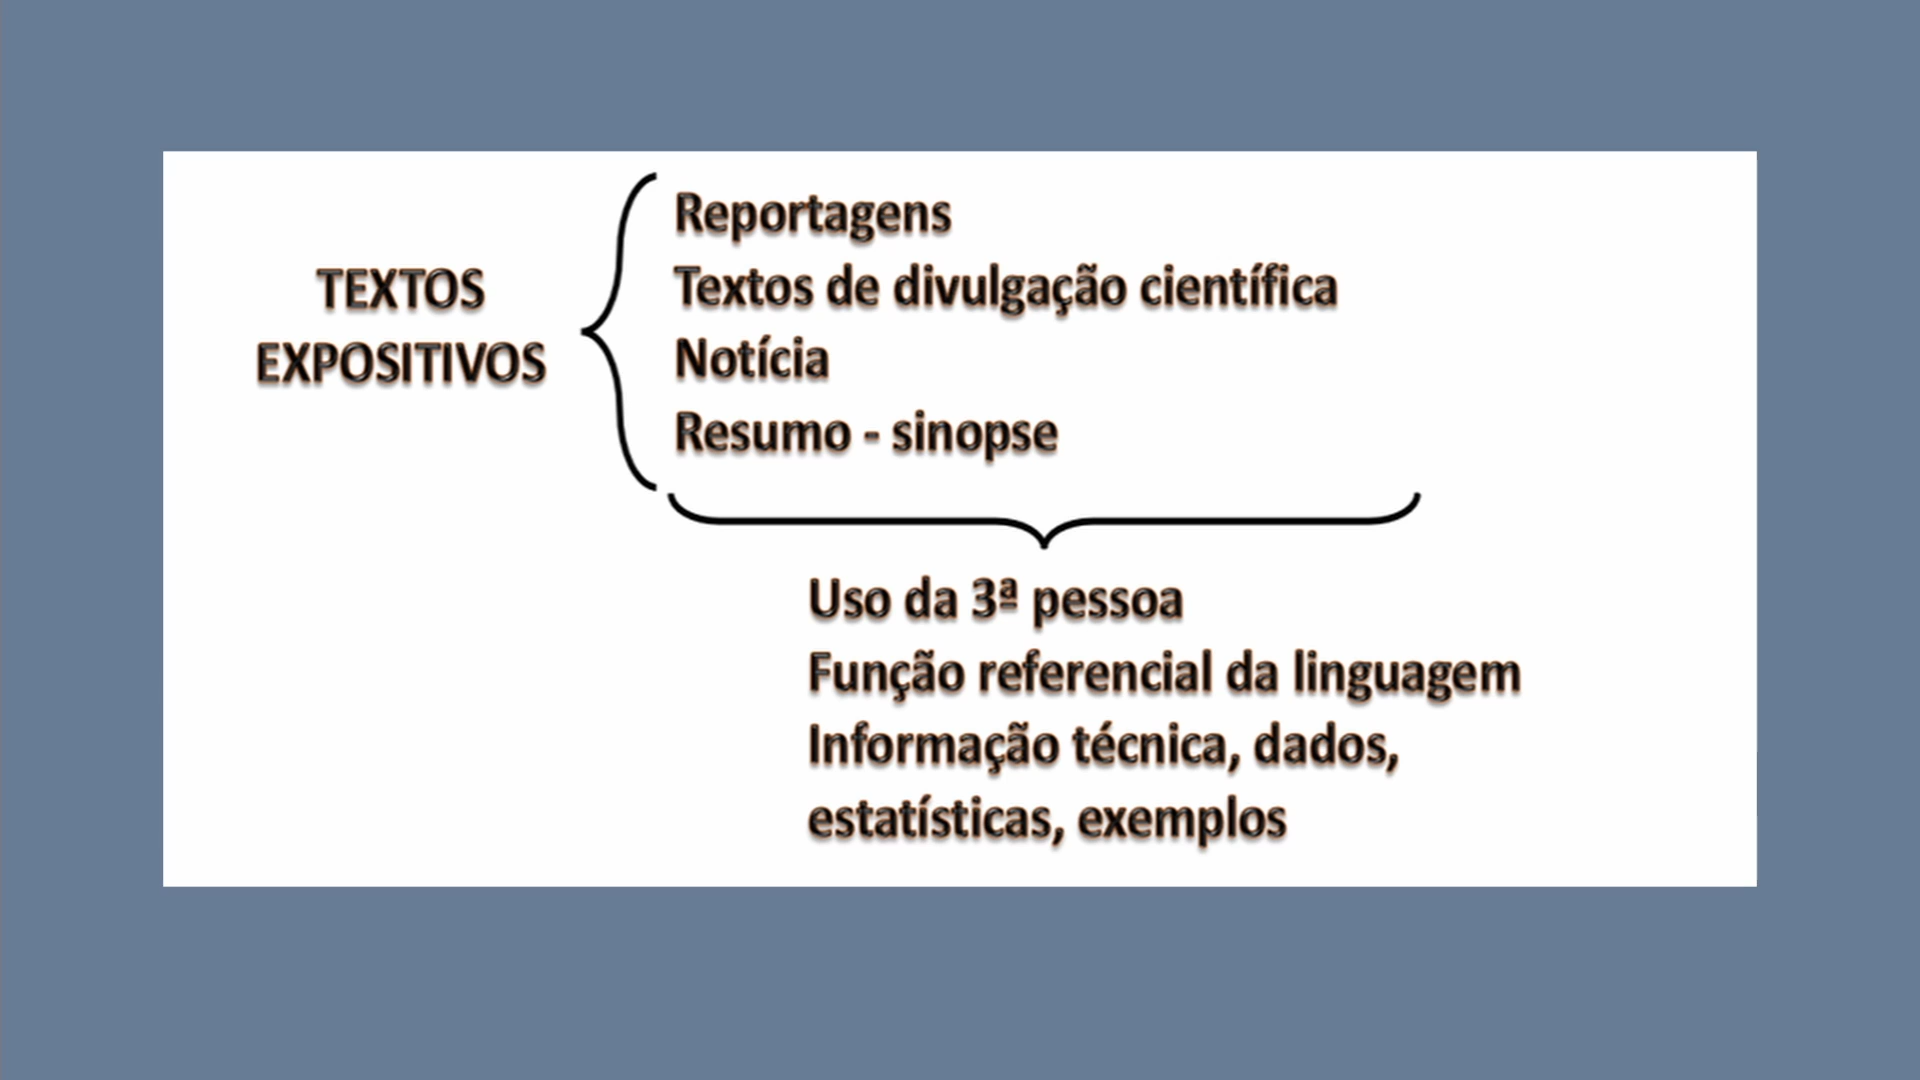 TEXTOS
EXPOSITIVOS
Reportagens
Textos de divulgação científica
Notícia
Resumo - sinopse
Uso da 3ª pessoa
Função referencial da linguagem
Informação técnica, dados,
estatísticas, exemplos